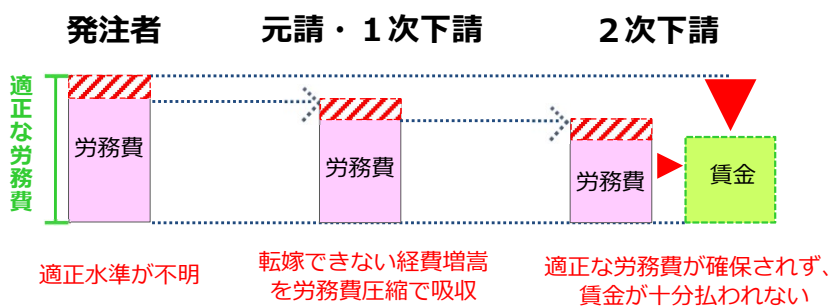 発注者
元請・１次下請
２次下請
適正な労務費
労務費
労務費
労務費
賃金
適正水準が不明
転嫁できない経費増嵩
を労務費圧縮で吸収
適正な労務費が確保されず、
賃金が十分払われない